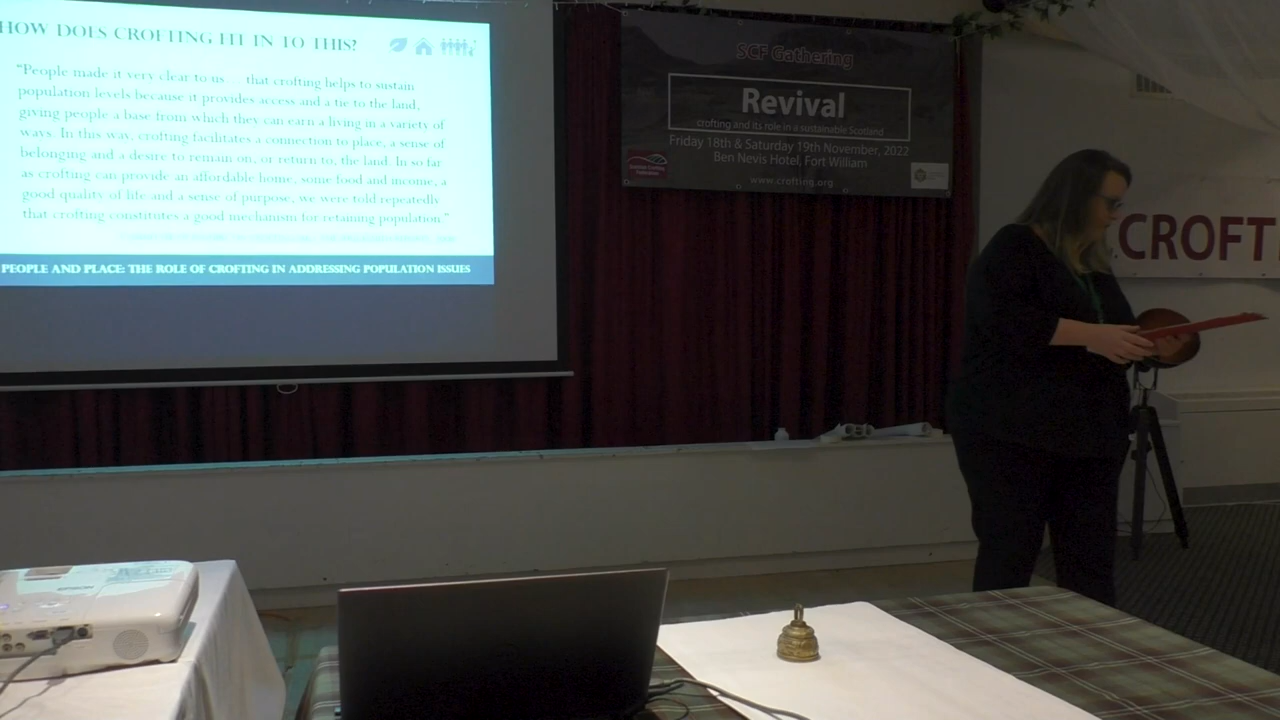 HOW DOES CROFTING FIT IN TO THIS?
“People made it very clear to us ... that crofting helps to sustain
population levels because it provides access and a tie to the land,
giving people a base from which they can earn a living in a variety of
ways. In this way, crofting facilitates a connection to place, a sense of
belonging and a desire to remain on, or return to, the land. In so far
as crofting can provide an affordable home, some food and income, a
good quality of life and a sense of purpose, we were told repeatedly
that crofting constitutes a good mechanism for retaining population.”
PEOPLE AND PLACE: THE ROLE OF CROFTING IN ADDRESSING POPULATION ISSUES
SCF Gathering
Revival
crofting and its role in a sustainable Scotland
Friday 18th & Saturday 19th November, 2022
Ben Nevis Hotel, Fort William
www.crofting.org
CROFT
EPSON